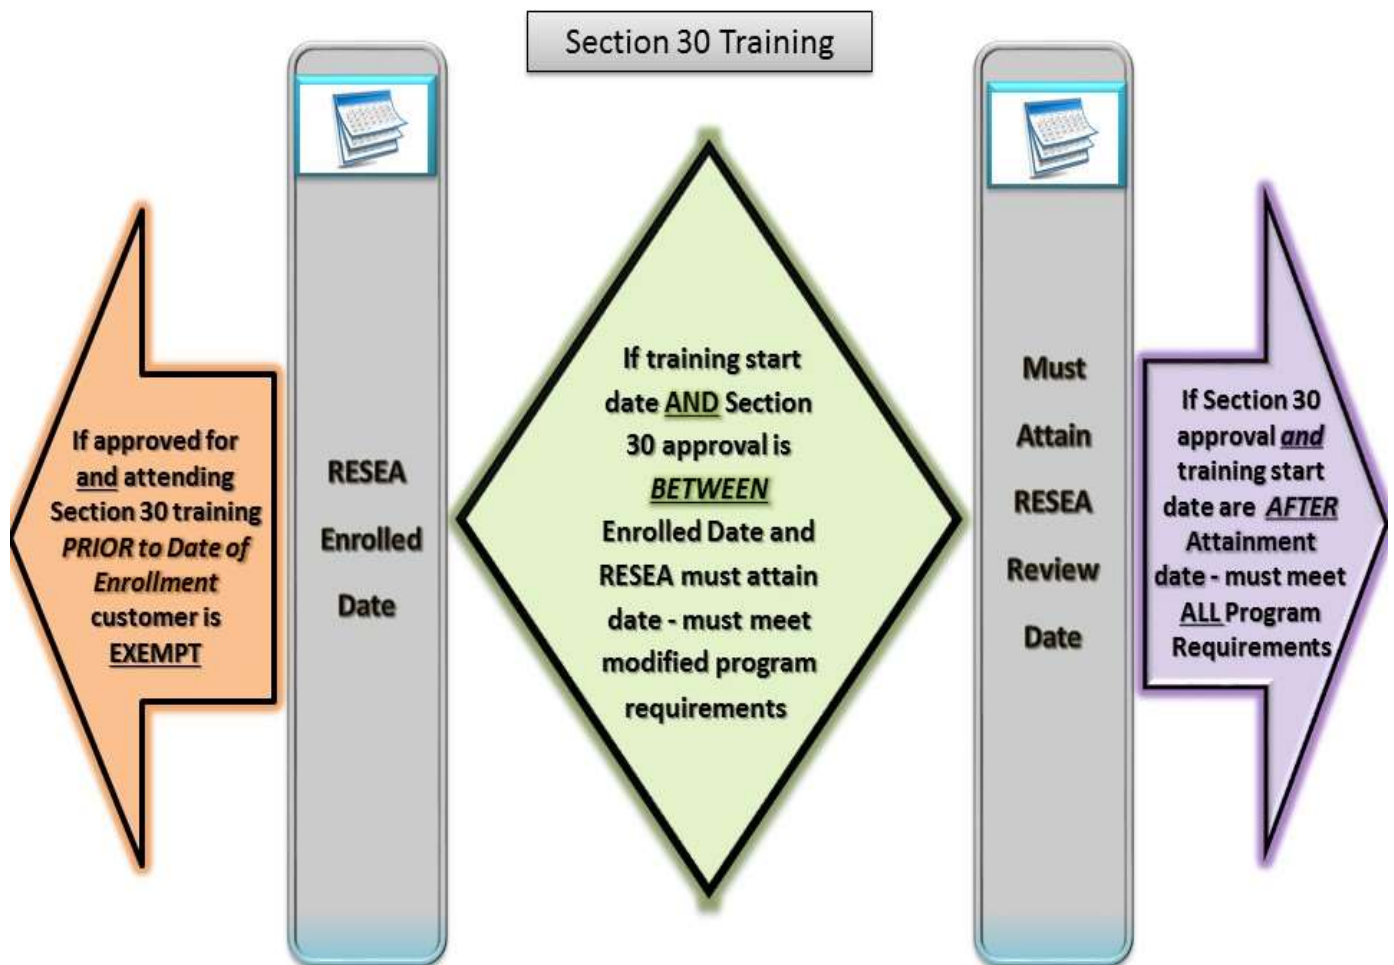 Section 30 Training
If approved for
and attending
Section 30 training
PRIOR to Date of
Enrollment
customer is
EXEMPT
RESEA
Enrolled
Date
If training start
date AND Section
30 approval is
BETWEEN
Enrolled Date and
RESEA must attain
date - must meet
modified program
requirements
Must
Attain
RESEA
Review
Date
If Section 30
approval and
training start
date are AFTER
Attainment
date - must meet
ALL Program
Requirements